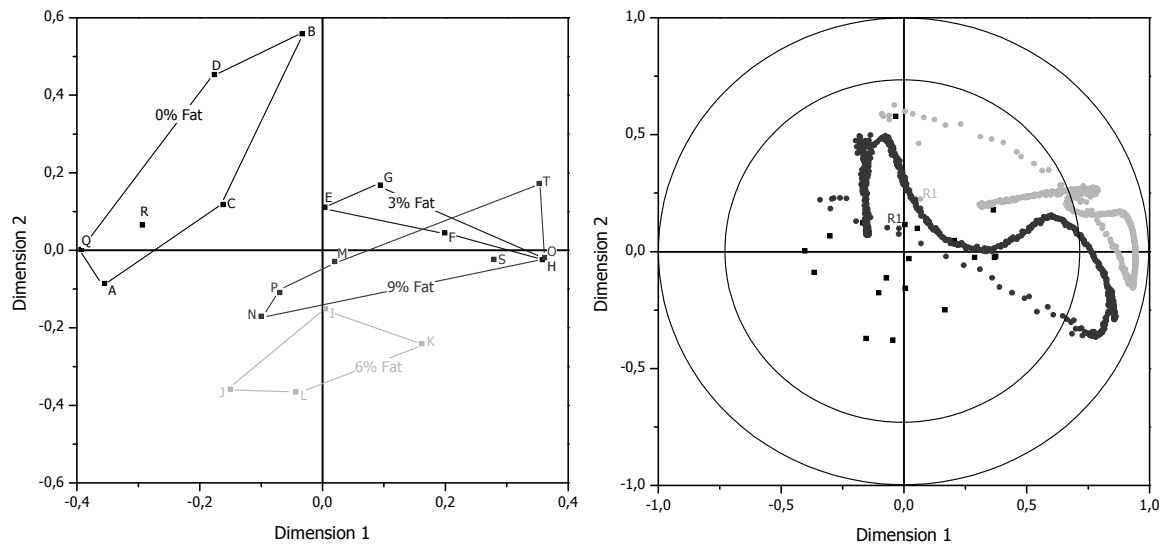 0,6
0,4
0,2
0,0
-0,2
-0,4
-0,6
Dimension 2
B
D
0% Fat
G
T
E
3% Fat
C
R
F
Q
M
O
S
H
A
P
9% Fat
N
I
K
6% Fat
J
L
-0,4
-0,2
0,0
0,2
0,4
Dimension 1
1,0
0,5
0,0
-0,5
-1,0
Dimension 2
R1
R1
-1,0
-0,5
0,0
0,5
1,0
Dimension 1